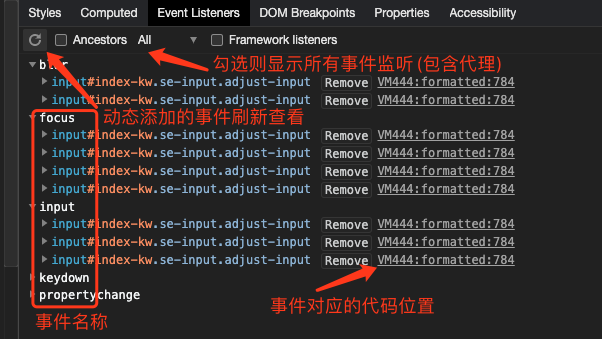 Styles Computed Event Listeners DOM Breakpoints Properties Accessibility
Ancestors All Framework listeners
勾选则显示所有事件监听(包含代理)
blur
input#index-kw.se-input.adjust-input Remove VM444:formatted:784
input#index-kw.se-input.adjust-input Remove VM444:formatted:784
动态添加的事件刷新查看
focus
input#index-kw.se-input.adjust-input Remove VM444:formatted:784
input#index-kw.se-input.adjust-input Remove VM444:formatted:784
input#index-kw.se-input.adjust-input Remove VM444:formatted:784
input#index-kw.se-input.adjust-input Remove VM444:formatted:784
input
input#index-kw.se-input.adjust-input Remove VM444:formatted:784
input#index-kw.se-input.adjust-input Remove VM444:formatted:784
input#index-kw.se-input.adjust-input Remove VM444:formatted:784
keydown
propertychange
事件对应的代码位置
事件名称